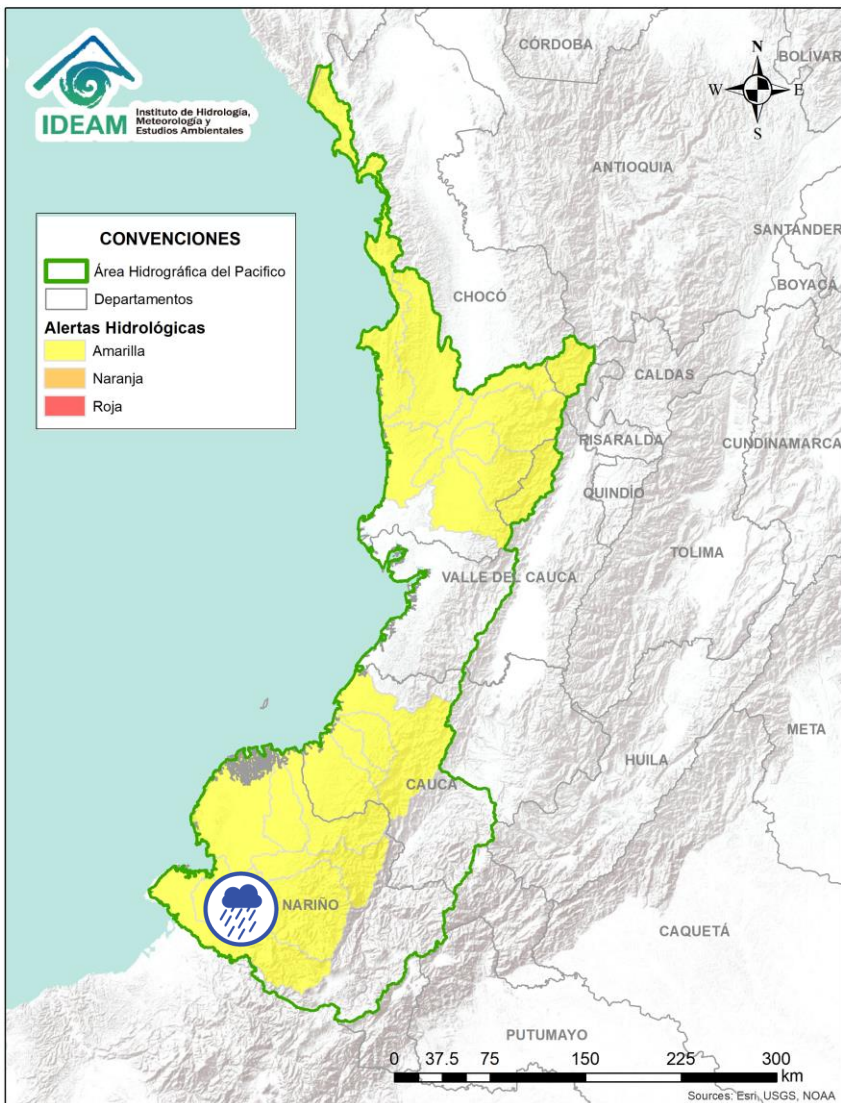 IDEAM
Instituto de Hidrología,
Meteorología y
Estudios Ambientales
N
W
E
S
CÓRDOBA
BOLÍVAR
ANTIOQUIA
SANTANDER
BOYACÁ
CONVENCIONES
Área Hidrográfica del Pacifico
Departamentos
Alertas Hidrológicas
Amarilla
Naranja
Roja
CHOCÓ
CALDAS
RISARALDA
CUNDINAMARCA
QUINDÍO
TOLIMA
VALLE DEL CAUCA
META
HUILA
CAUCA
NARIÑO
CAQUETÁ
PUTUMAYO
0 37.5 75 150 225 300
km
Sources: Esri, USGS, NOAA